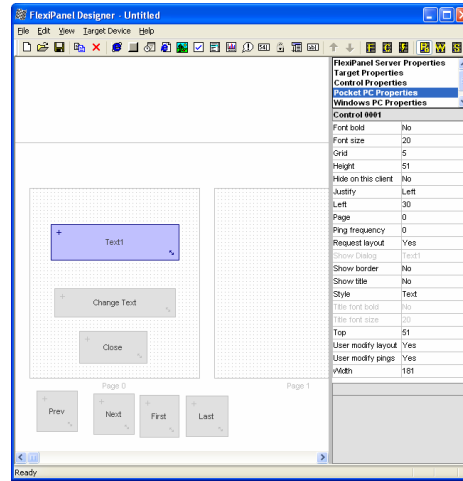 FlexiPanel Designer - Untitled
File Edit View Target Device Help
FlexiPanel Server Properties
Target Properties
Control Properties
Pocket PC Properties
Windows PC Properties
Control 0001
Font bold No
Font size 20
Grid 5
Height 51
Hide on this client No
Justify Left
Left 30
Page 0
Ping frequency 0
Request layout Yes
Show Dialog Text1
Show border No
Show title No
Style Text
Title font bold No
Title font size 20
Top 51
User modify layout Yes
User modify pings Yes
Width 181
Text1
Change Text
Close
Page 0 Page 1
Prev Next First Last
Ready